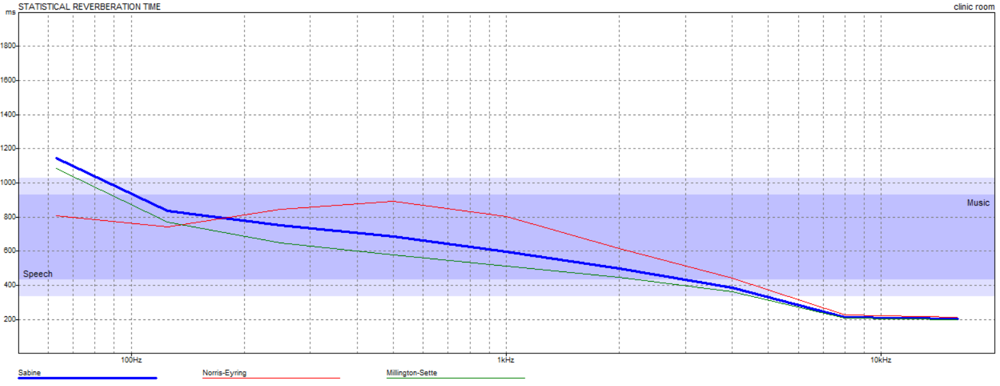 STATISTICAL REVERBERATION TIME
clinic room
ms
1800
1600
1400
1200
1000
Music
800
600
Speech
400
200
100Hz 1kHz 10kHz
Sabine Norris-Eyring Millington-Sette